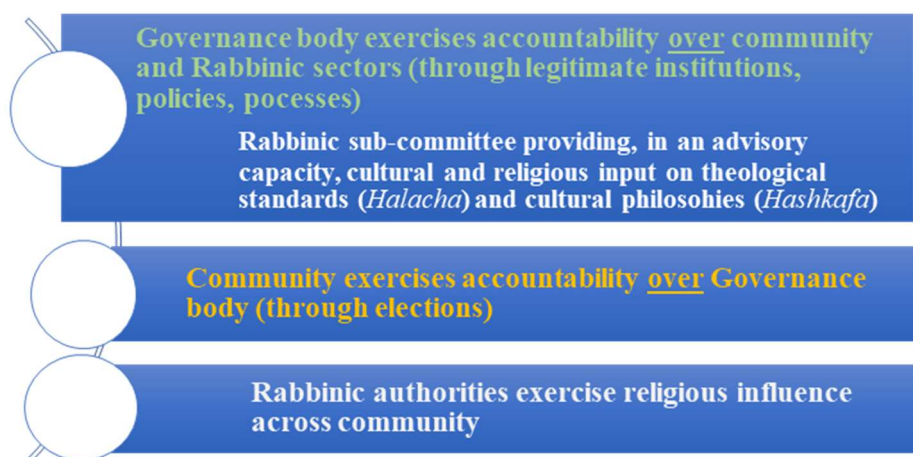 Governance body exercises accountability over community
and Rabbinic sectors (through legitimate institutions,
policies, pocesses)
Rabbinic sub-committee providing, in an advisory
capacity, cultural and religious input on theological
standards (Halacha) and cultural philosohies (Hashkafa)
Community exercises accountability over Governance
body (through elections)
Rabbinic authorities exercise religious influence
across community